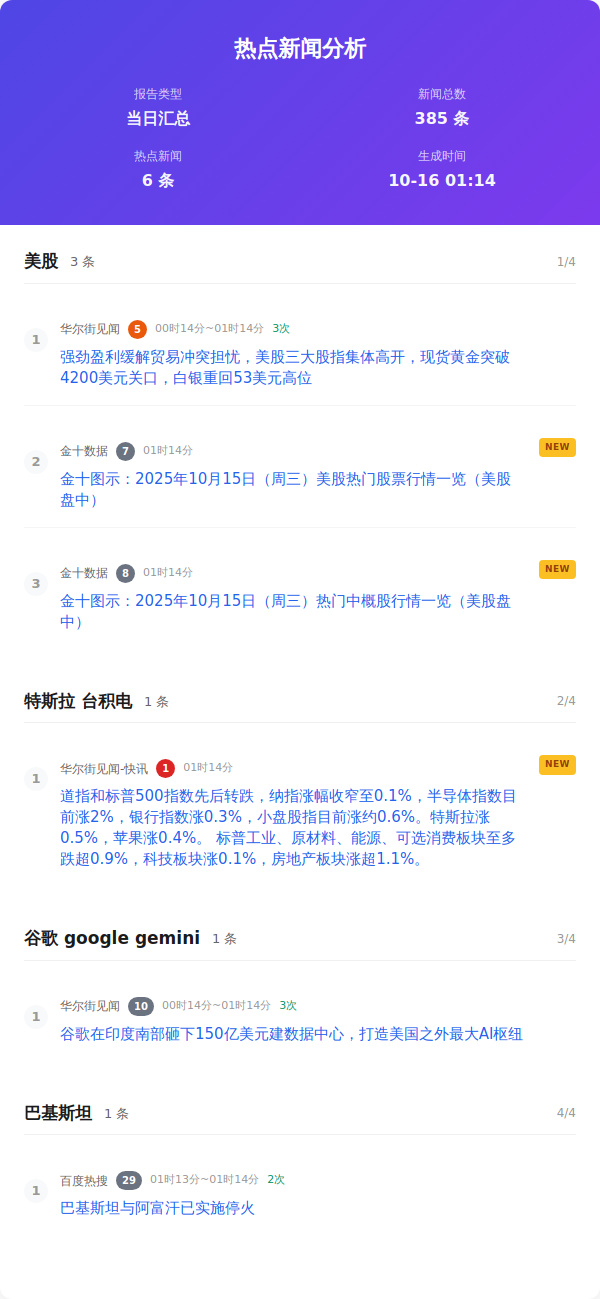 热点新闻分析
报告类型
当日汇总
新闻总数
385 条
热点新闻
6 条
生成时间
10-16 01:14
美股 3 条 1/4
1
华尔街见闻 5 00时14分~01时14分 3次
强劲盈利缓解贸易冲突担忧，美股三大股指集体高开，现货黄金突破
4200美元关口，白银重回53美元高位
2
金十数据 7 01时14分 NEW
金十图示：2025年10月15日（周三）美股热门股票行情一览（美股
盘中）
3
金十数据 8 01时14分 NEW
金十图示：2025年10月15日（周三）热门中概股行情一览（美股盘
中）
特斯拉 台积电 1 条 2/4
1
华尔街见闻-快讯 1 01时14分 NEW
道指和标普500指数先后转跌，纳指涨幅收窄至0.1%，半导体指数目
前涨2%，银行指数涨0.3%，小盘股指目前涨约0.6%。特斯拉涨
0.5%，苹果涨0.4%。 标普工业、原材料、能源、可选消费板块至多
跌超0.9%，科技板块涨0.1%，房地产板块涨超1.1%。
谷歌 google gemini 1 条 3/4
1
华尔街见闻 10 00时14分~01时14分 3次
谷歌在印度南部砸下150亿美元建数据中心，打造美国之外最大AI枢纽
巴基斯坦 1 条 4/4
1
百度热搜 29 01时13分~01时14分 2次
巴基斯坦与阿富汗已实施停火